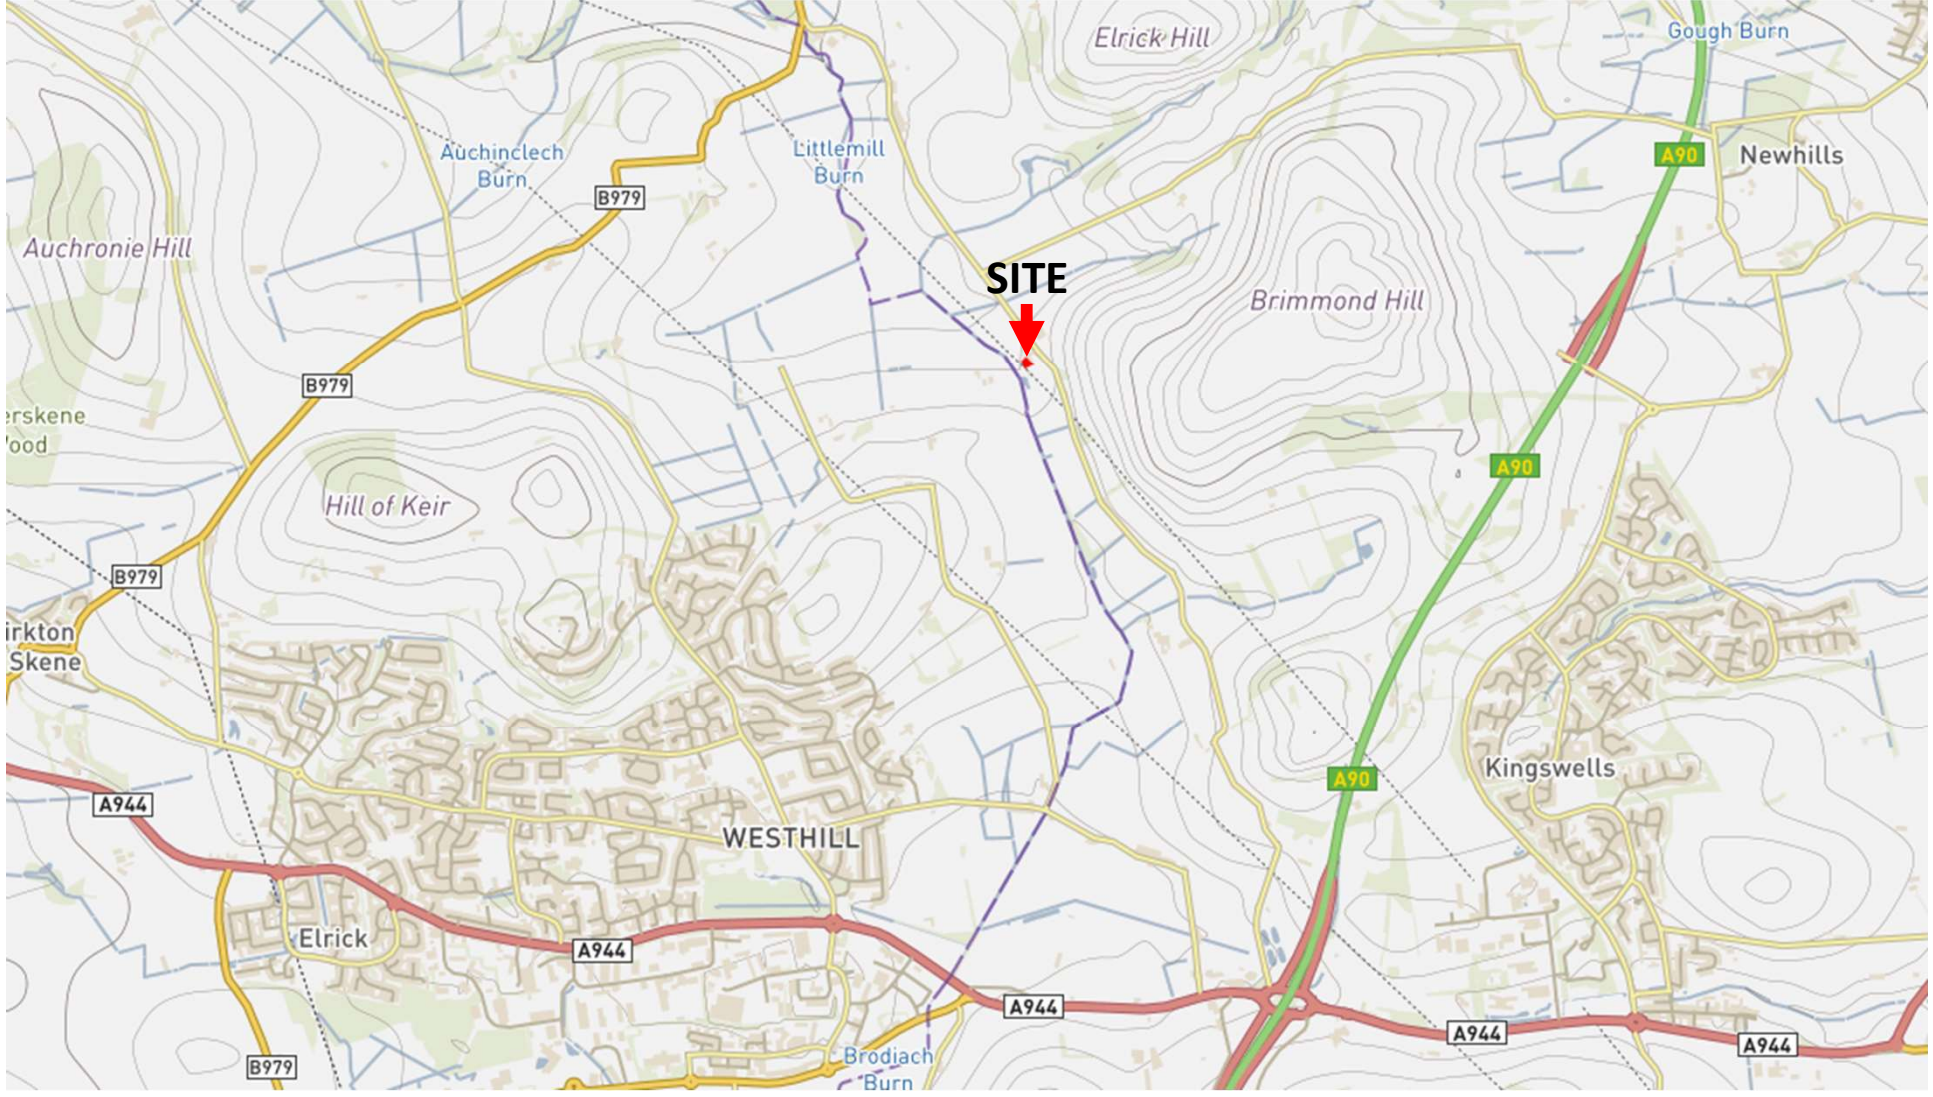 Elrick Hill
Gough Burn
Auchinclech
Burn
Littlemill
Burn
A90
Newhills
B979
Auchronie Hill
SITE
Brimmond Hill
B979
erskene
ood
A90
Hill of Keir
B979
irkton
Skene
A944
A90
Kingswells
WESTHILL
Elrick
A944
A944
A944
A944
B979
Brodiach
Burn